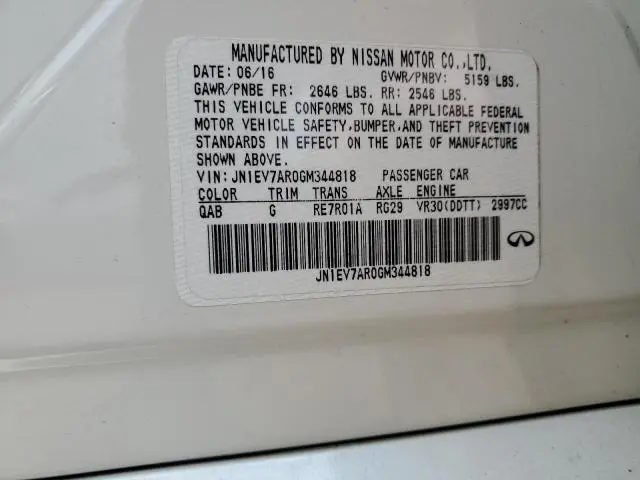 MANUFACTURED BY NISSAN MOTOR CO.,LTD.
DATE: 06/16 GVWR/PNBV: 5159 LBS.
GAWR/PNBE FR: 2646 LBS. RR: 2546 LBS.
THIS VEHICLE CONFORMS TO ALL APPLICABLE FEDERAL
MOTOR VEHICLE SAFETY,BUMPER,AND THEFT PREVENTION
STANDARDS IN EFFECT ON THE DATE OF MANUFACTURE
SHOWN ABOVE.
VIN: JN1EV7AR0GM344818 PASSENGER CAR
COLOR TRIM TRANS AXLE ENGINE
QAB G RE7R01A RG29 VR30(DDTT) 2997CC
JN1EV7AR0GM344818